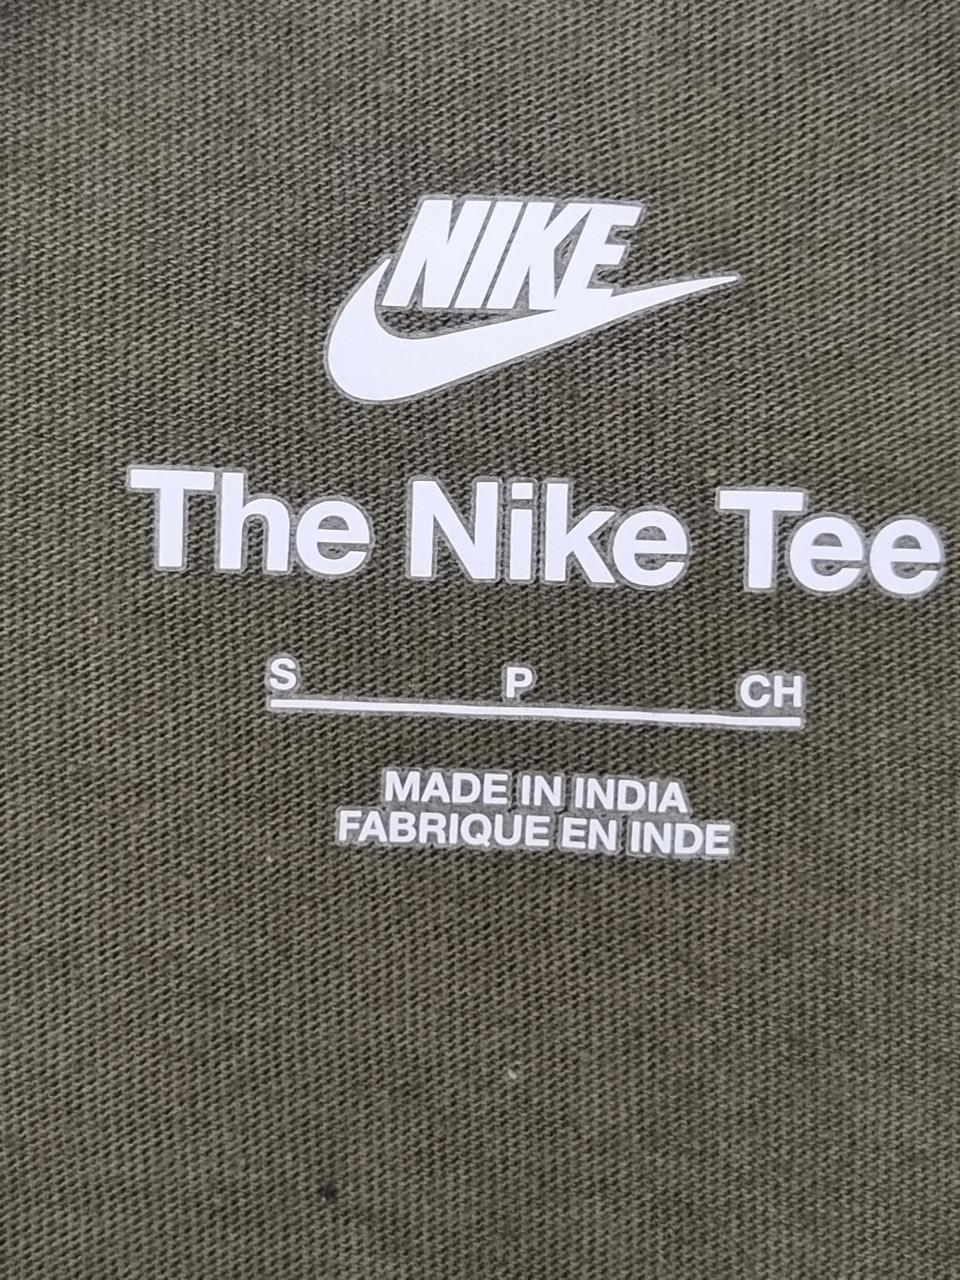 NIKE
The Nike Tee
S P CH
MADE IN INDIA
FABRIQUE EN INDE